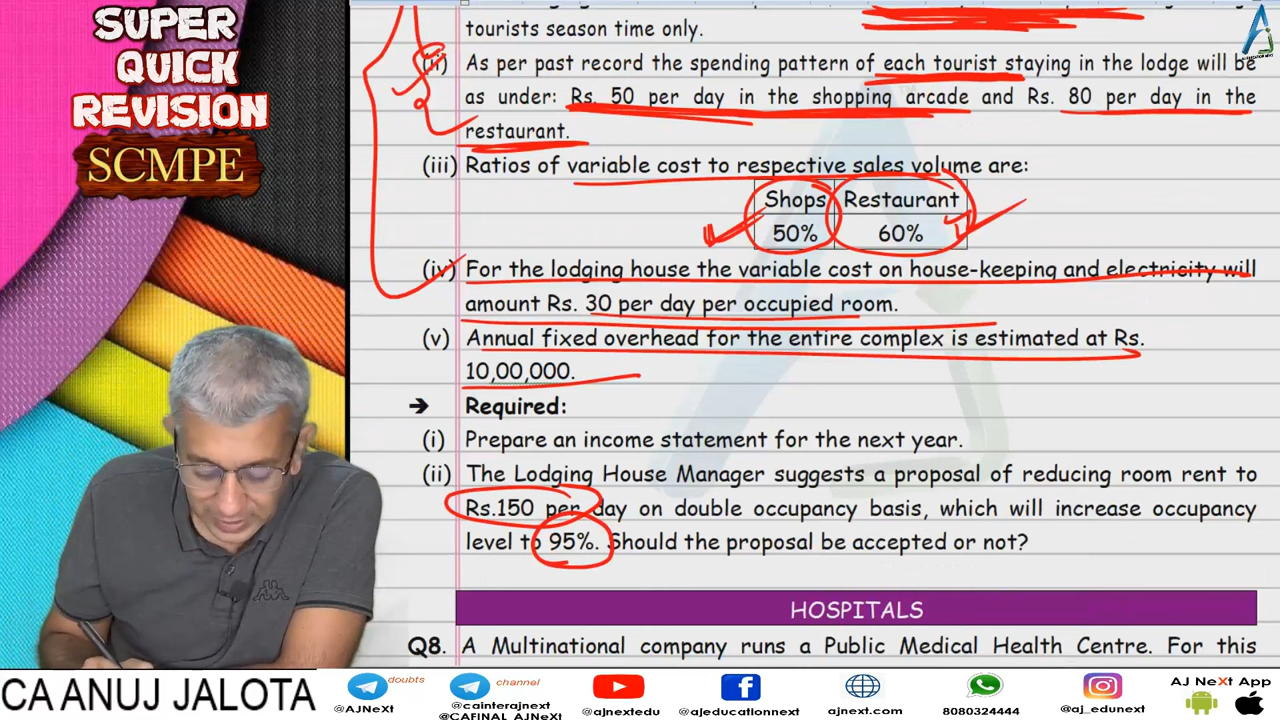 SUPER
QUICK
REVISION
SCMPE
tourists season time only.
As per past record the spending pattern of each tourist staying in the lodge will be
as under: Rs. 50 per day in the shopping arcade and Rs. 80 per day in the
restaurant.
(iii) Ratios of variable cost to respective sales volume are:
Shops Restaurant
50% 60%
(iv) For the lodging house the variable cost on house-keeping and electricity will
amount Rs. 30 per day per occupied room.
(v) Annual fixed overhead for the entire complex is estimated at Rs.
10,00,000.
➔ Required:
(i) Prepare an income statement for the next year.
(ii) The Lodging House Manager suggests a proposal of reducing room rent to
Rs.150 per day on double occupancy basis, which will increase occupancy
level to 95%. Should the proposal be accepted or not?
HOSPITALS
Q8. A Multinational company runs a Public Medical Health Centre. For this
CA ANUJ JALOTA
doubts
@AJNeXt
channel
@cainterajnext
@CAFINAL_AJNeXt
@ajnextedu
@ajeducationnext
ajnext.com
8080324444
@aj_edunext
AJ NeXt App